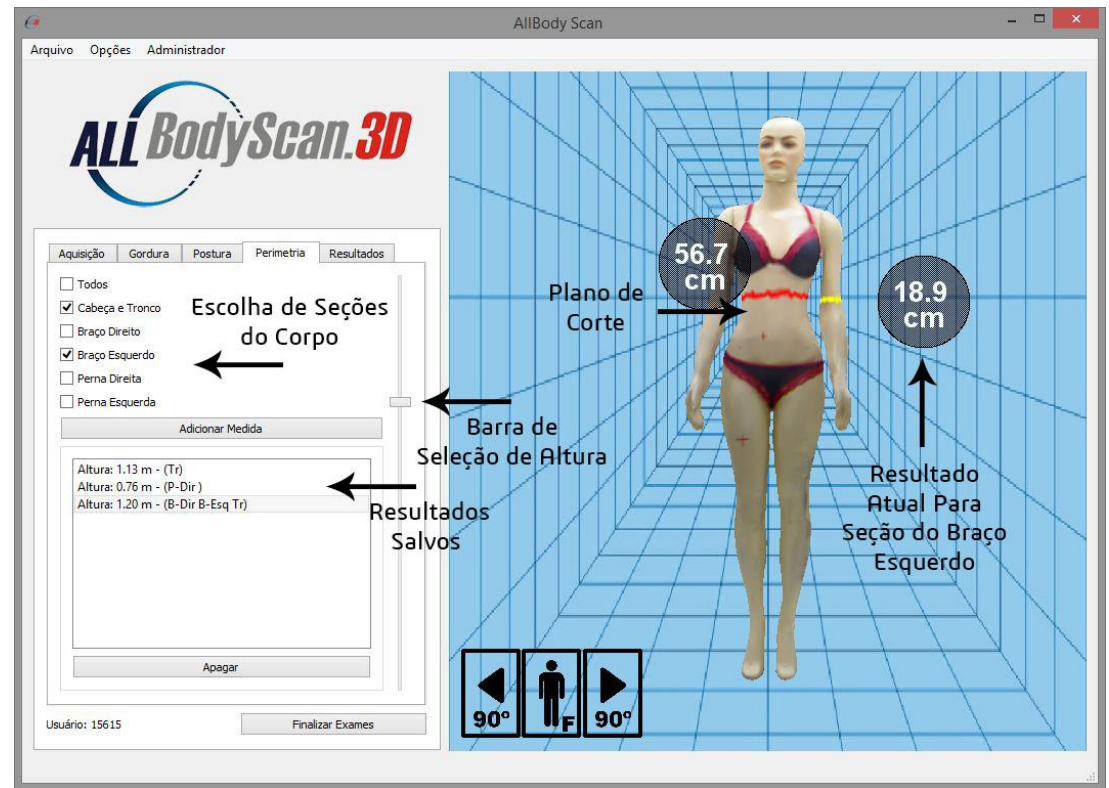 AllBody Scan
Arquivo Opções Administrador
ALL BodyScan.3D
Aquisição Gordura Postura Perimetria Resultados
Todos
Cabeça e Tronco
Braço Direito
Braço Esquerdo
Perna Direita
Perna Esquerda
Escolha de Seções
do Corpo
Adicionar Medida
Barra de
Seleção de Altura
Altura: 1.13 m - (Tr)
Altura: 0.76 m - (P-Dir )
Altura: 1.20 m - (B-Dir B-Esq Tr)
Resultados
Salvos
Apagar
Usuário: 15615
Finalizar Exames
56.7
cm
Plano de
Corte
18.9
cm
Resultado
Atual Para
Seção do Braço
Esquerdo
90°
F
90°